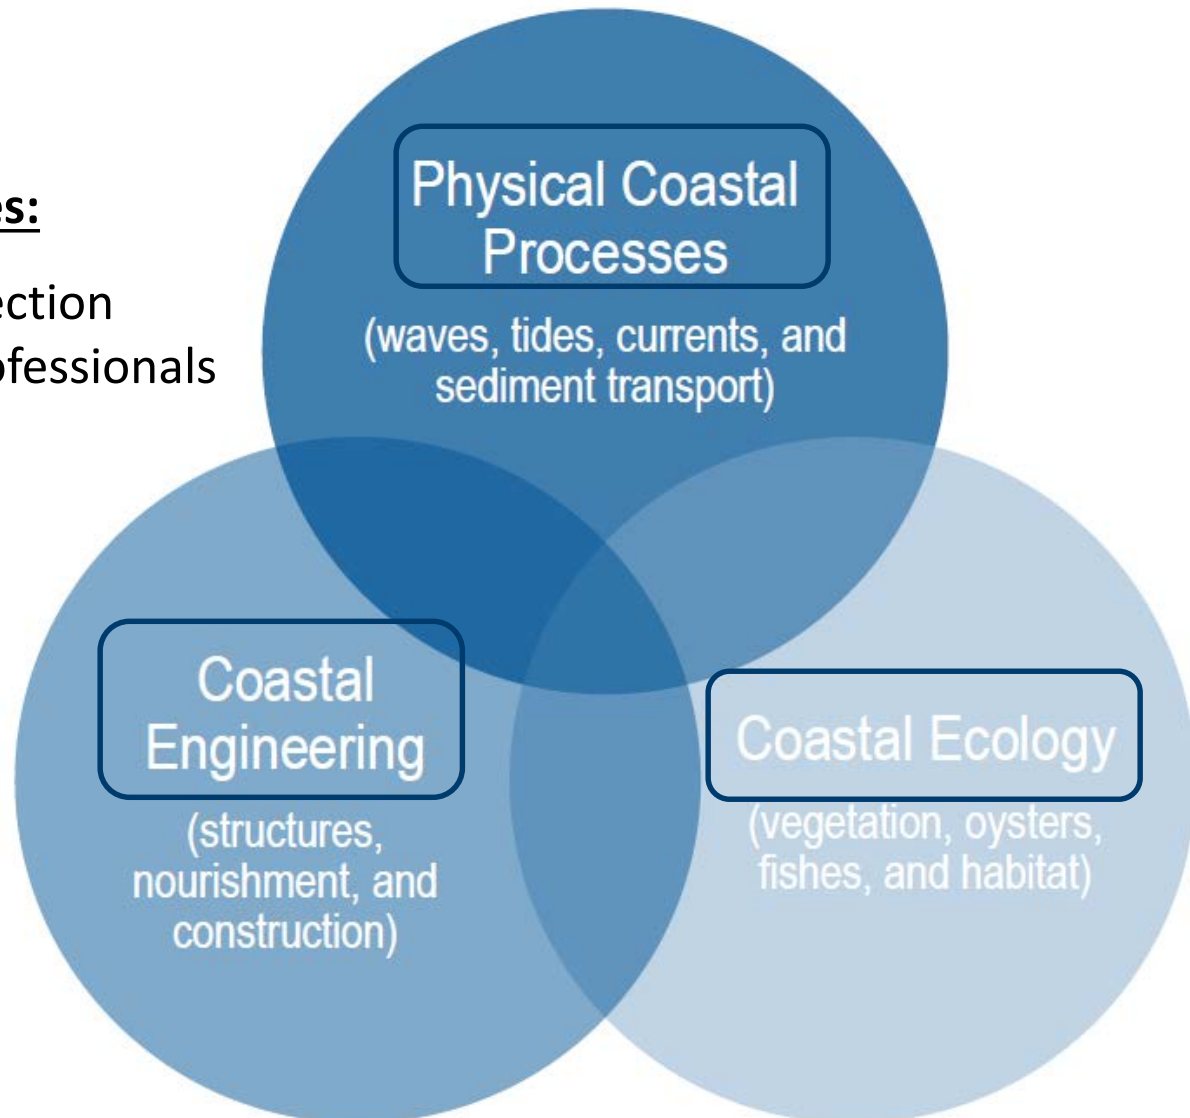 es:
ection
ofessionals
Physical Coastal
Processes
(waves, tides, currents, and
sediment transport)
Coastal
Engineering
(structures,
nourishment, and
construction)
Coastal Ecology
(vegetation, oysters,
fishes, and habitat)